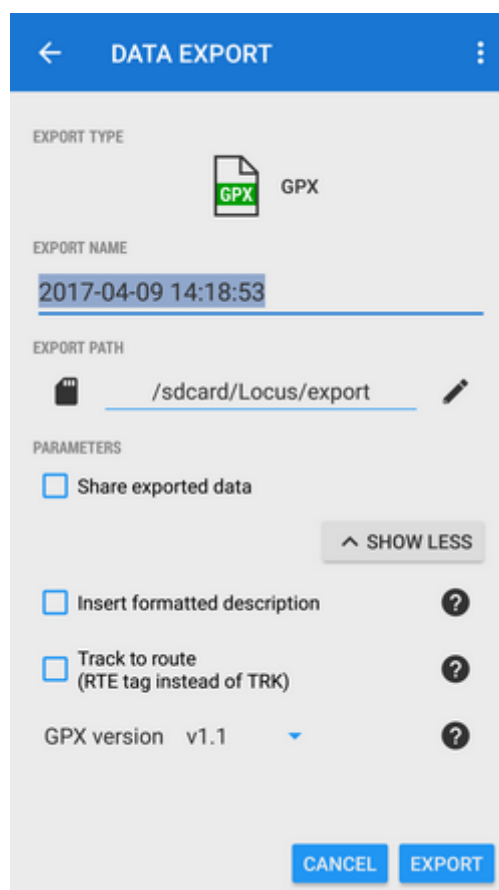 DATA EXPORT
EXPORT TYPE
GPX
GPX
EXPORT NAME
2017-04-09 14:18:53
EXPORT PATH
/sdcard/Locus/export
PARAMETERS
Share exported data
SHOW LESS
Insert formatted description
?
Track to route
(RTE tag instead of TRK)
?
GPX version v1.1
?
CANCEL EXPORT